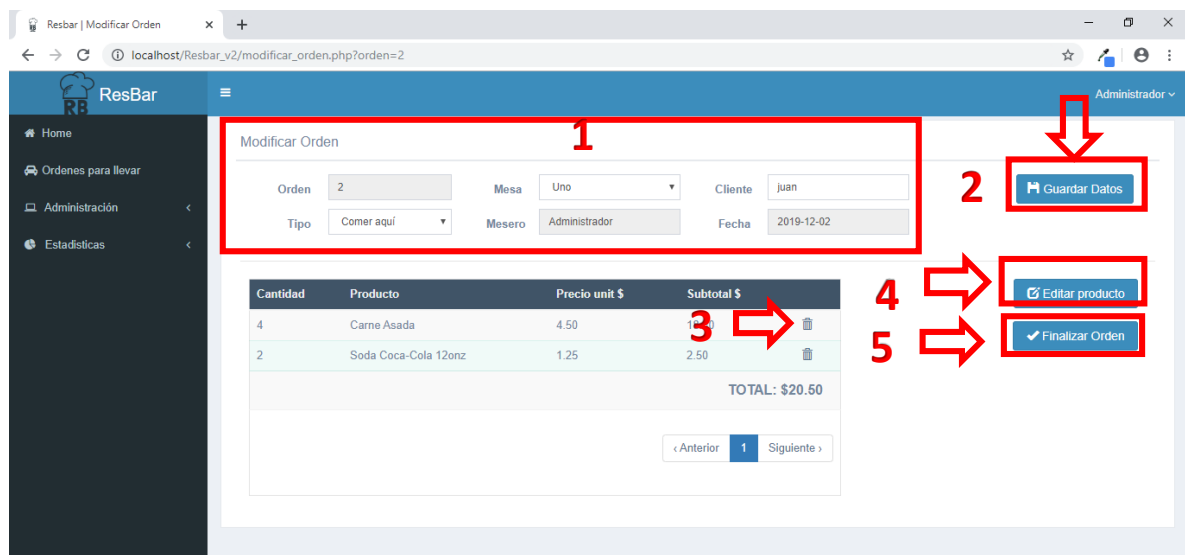 Resbar | Modificar Orden
localhost/Resbar_v2/modificar_orden.php?orden=2
RB ResBar
Administrador
Home
Ordenes para llevar
Administración
Estadisticas
Modificar Orden
1
Orden 2 Mesa Uno Cliente juan
Tipo Comer aquí Mesero Administrador Fecha 2019-12-02
2
Guardar Datos
Cantidad Producto Precio unit $ Subtotal $
4 Carne Asada 4.50
2 Soda Coca-Cola 12onz 1.25 2.50
TOTAL: $20.50
‹ Anterior 1 Siguiente ›
3
4
Editar producto
5
Finalizar Orden